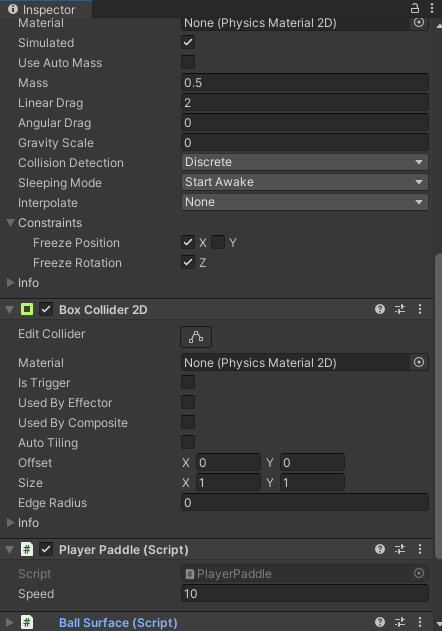 Inspector
Material None (Physics Material 2D)
Simulated
Use Auto Mass
Mass 0.5
Linear Drag 2
Angular Drag 0
Gravity Scale 0
Collision Detection Discrete
Sleeping Mode Start Awake
Interpolate None
Constraints
Freeze Position X Y
Freeze Rotation Z
Info
Box Collider 2D
Edit Collider
Material None (Physics Material 2D)
Is Trigger
Used By Effector
Used By Composite
Auto Tiling
Offset X 0 Y 0
Size X 1 Y 1
Edge Radius 0
Info
# Player Paddle (Script)
Script # PlayerPaddle
Speed 10
# Ball Surface (Script)